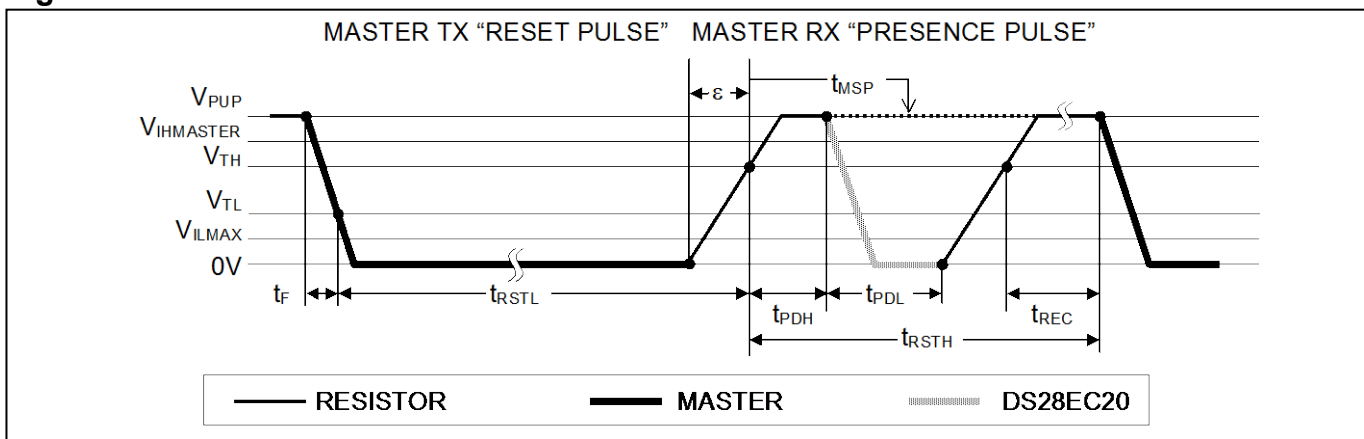 MASTER TX “RESET PULSE” MASTER RX “PRESENCE PULSE”
ε
tMSP
VPUP
VIHMASTER
VTH
VTL
VILMAX
0V
tF
tRSTL
tPDH
tPDL
tREC
tRSTH
RESISTOR MASTER DS28EC20